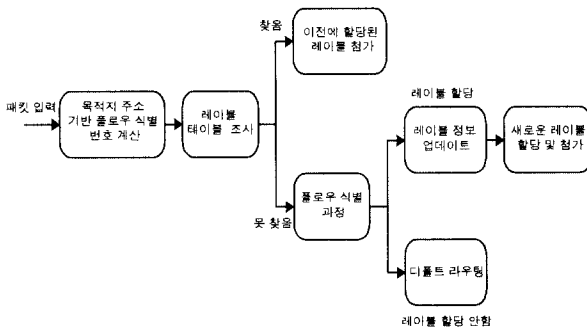 찾음
이전에 할당된
레이블 첨가
패킷 입력
목적지 주소
기반 플로우 식별
번호 계산
레이블
테이블 조사
레이블 할당
레이블 정보
업데이트
새로운 레이블
할당 및 첨가
못 찾음
플로우 식별
과정
디폴트 라우팅
레이블 할당 안함